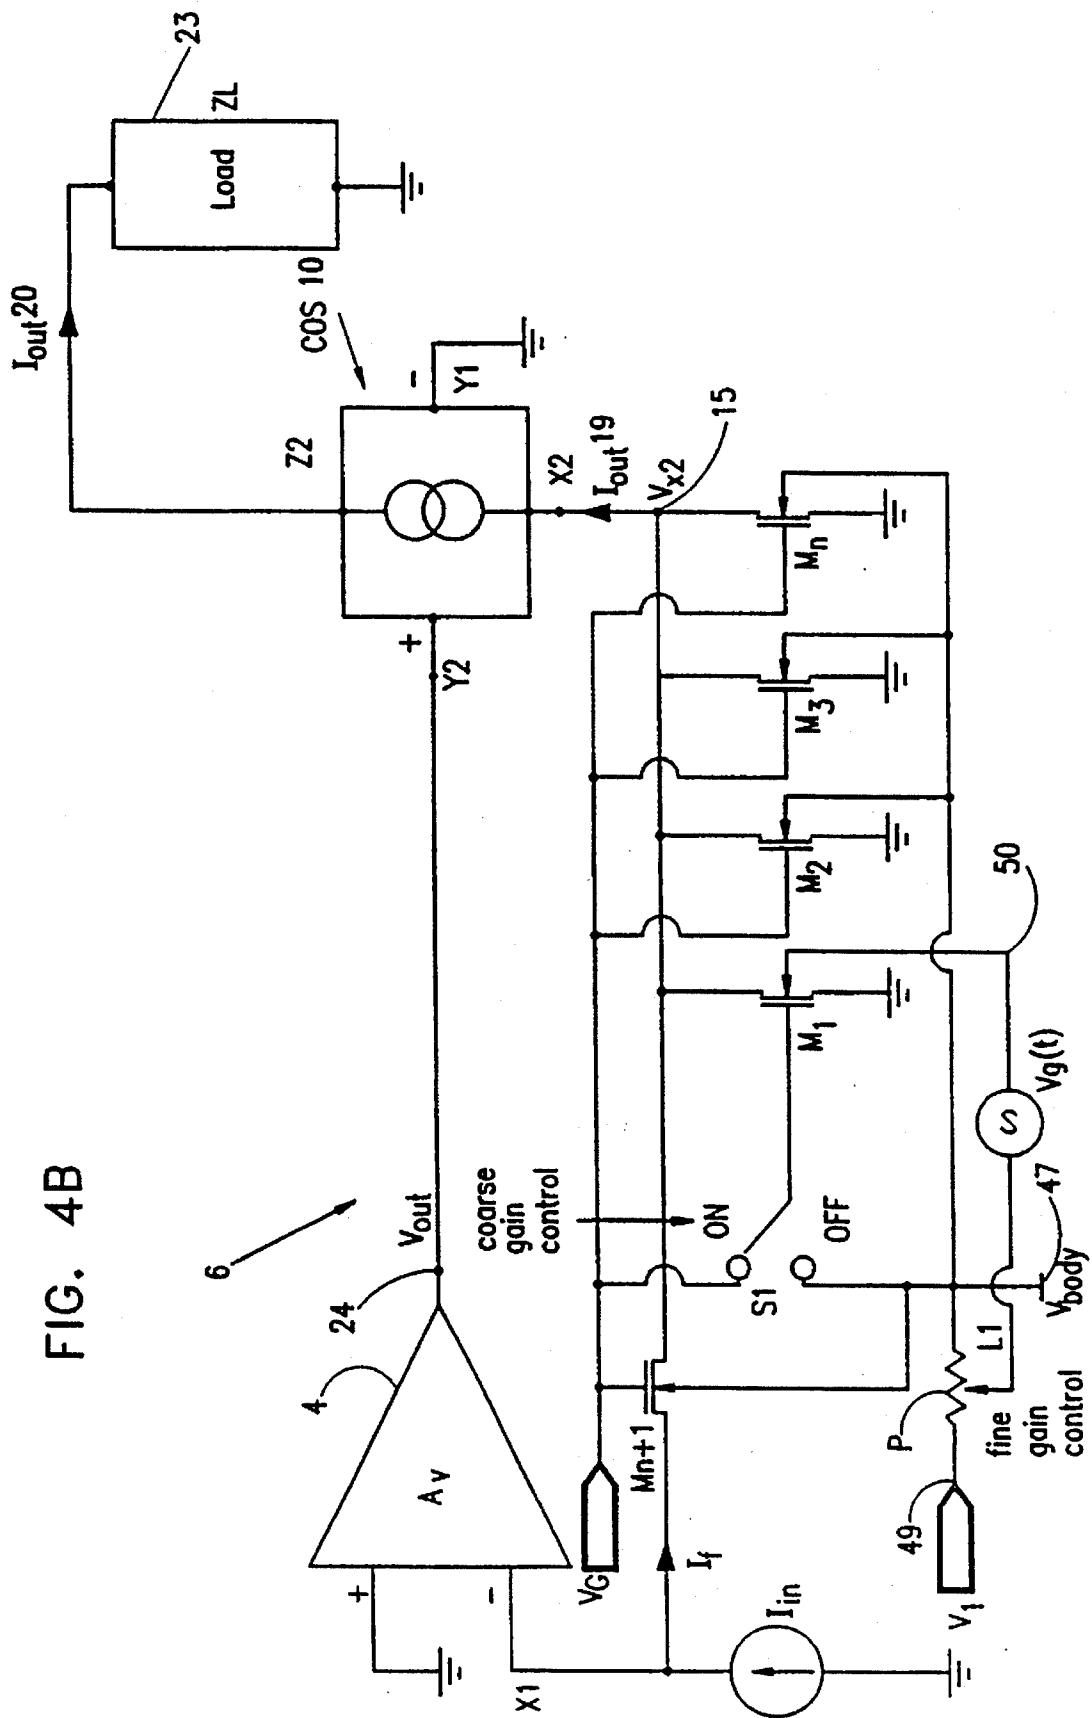 FIG. 4B
6
4
24
Vout
Av
+
-
X1
Iin
If
VG
Mn+1
coarse
gain
control
ON
OFF
S1
Vbody
47
V1
49
P
L1
fine
gain
control
Vg(t)
50
M1
M2
M3
Mn
15
Vx2
Iout19
X2
Y2
+
Z2
-
Y1
COS 10
Iout20
Load
ZL
23